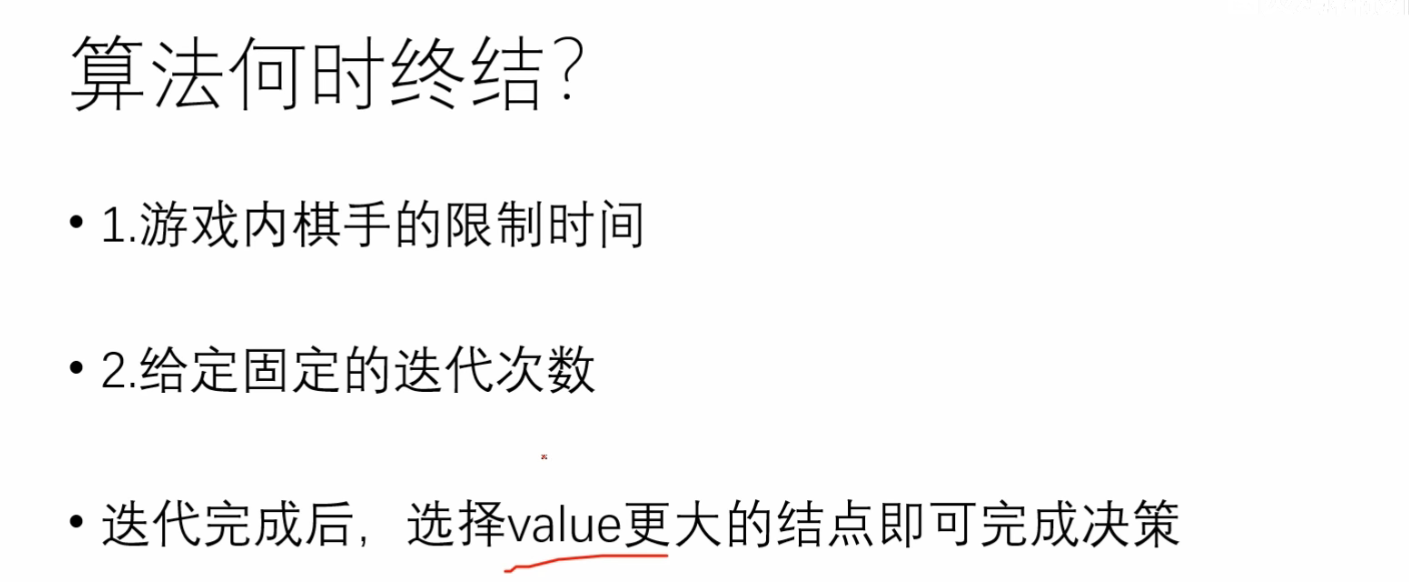 算法何时终结?
• 1.游戏内棋手的限制时间
• 2.给定固定的迭代次数
• 迭代完成后，选择value更大的结点即可完成决策